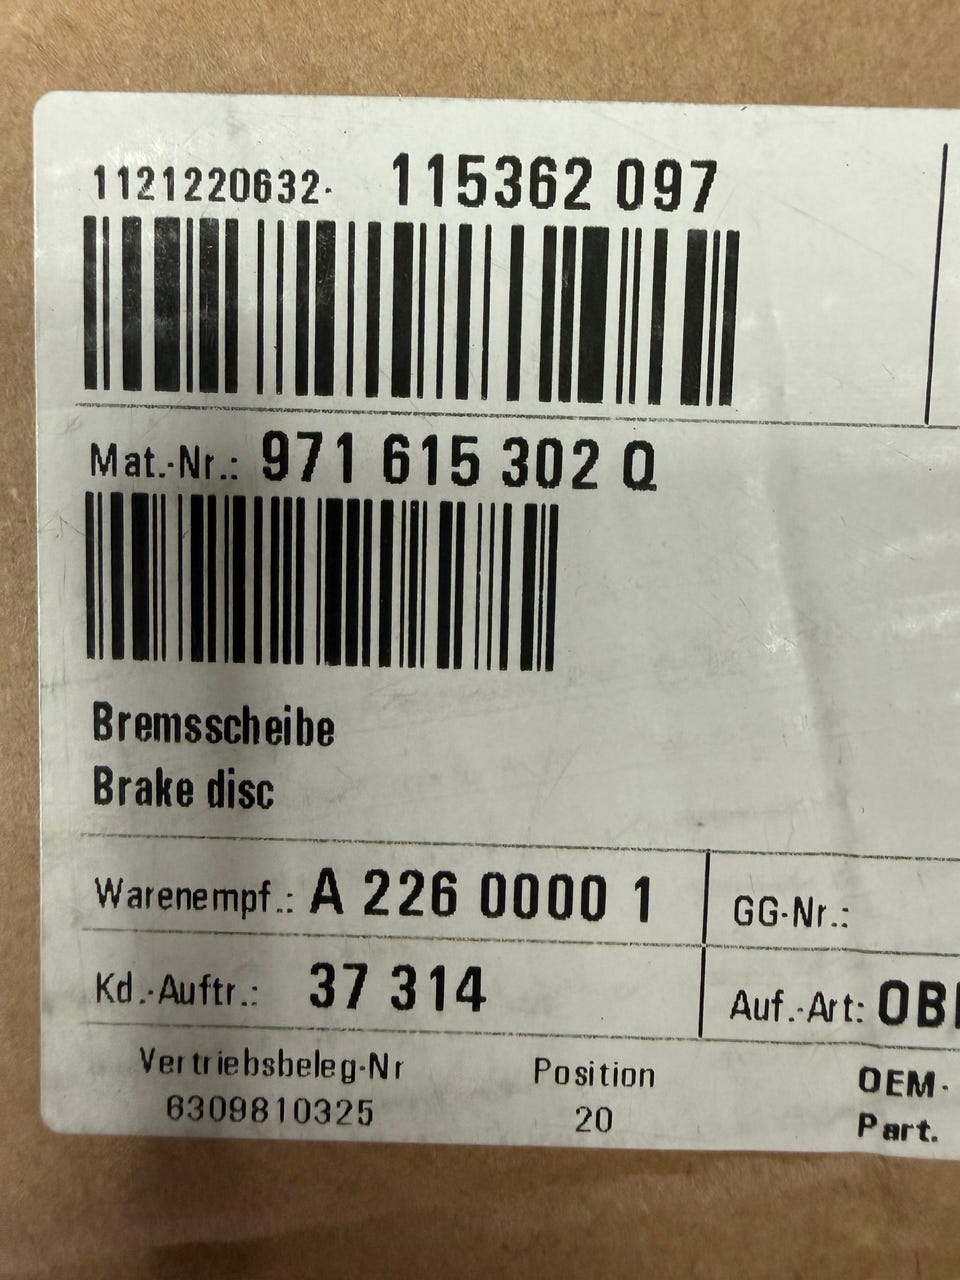 1121220632- 115362 097
Mat.-Nr.: 971 615 302 Q
Bremsscheibe
Brake disc
Warenempf.: A 226 0000 1
GG-Nr.:
Kd.-Auftr.: 37 314
Auf.-Art:
Vertriebsbeleg-Nr Position OEM-
6309810325 20 Part.